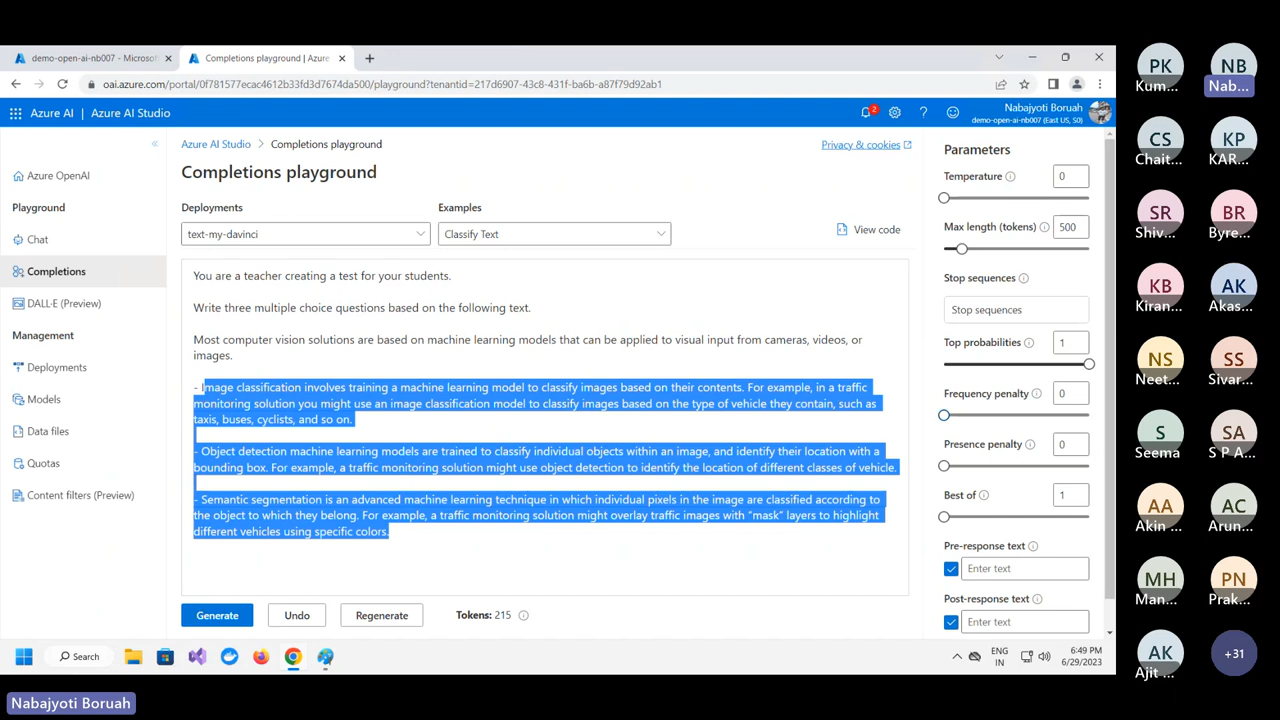 demo-open-ai-nb007 - Microsof
Completions playground | Azure
oai.azure.com/portal/0f781577ecac4612b33fd3d7674da500/playground?tenantid=217d6907-43c8-431f-ba6b-a87f79d92ab1
Azure AI | Azure AI Studio
2
Nabajyoti Boruah
demo-open-ai-nb007 (East US, S0)
Azure OpenAI
Playground
Chat
Completions
DALL·E (Preview)
Management
Deployments
Models
Data files
Quotas
Content filters (Preview)
Azure AI Studio > Completions playground
Privacy & cookies
Completions playground
Deployments
Examples
text-my-davinci
Classify Text
View code
You are a teacher creating a test for your students.
Write three multiple choice questions based on the following text.
Most computer vision solutions are based on machine learning models that can be applied to visual input from cameras, videos, or
images.
- Image classification involves training a machine learning model to classify images based on their contents. For example, in a traffic
monitoring solution you might use an image classification model to classify images based on the type of vehicle they contain, such as
taxis, buses, cyclists, and so on.
- Object detection machine learning models are trained to classify individual objects within an image, and identify their location with a
bounding box. For example, a traffic monitoring solution might use object detection to identify the location of different classes of vehicle.
- Semantic segmentation is an advanced machine learning technique in which individual pixels in the image are classified according to
the object to which they belong. For example, a traffic monitoring solution might overlay traffic images with "mask" layers to highlight
different vehicles using specific colors.
Generate
Undo
Regenerate
Tokens: 215
Parameters
Temperature
0
Max length (tokens)
500
Stop sequences
Stop sequences
Top probabilities
1
Frequency penalty
0
Presence penalty
0
Best of
1
Pre-response text
Enter text
Post-response text
Enter text
Search
ENG
IN
6:49 PM
6/29/2023
PK
Kum...
NB
Nab...
CS
Chait...
KP
KAR...
SR
Shiv...
BR
Byre...
KB
Kiran...
AK
Akas...
NS
Neet...
SS
Sivar...
S
Seema
SA
S P A...
AA
Akin ...
AC
Arun...
MH
Man...
PN
Prak...
AK
Ajit ...
+31
Nabajyoti Boruah